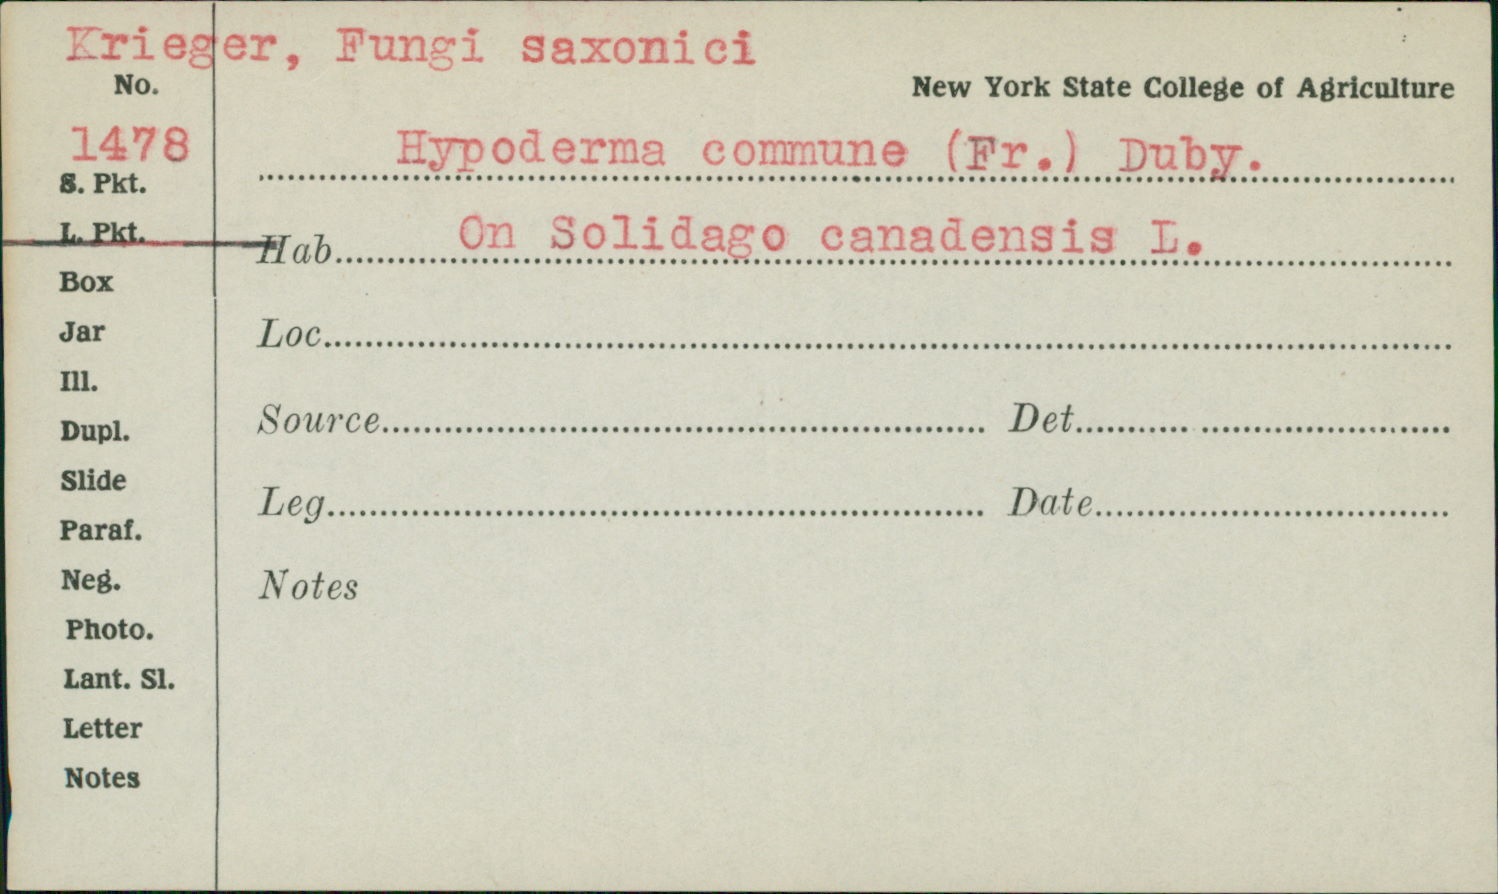 Krieger, Fungi saxonici
No.
New York State College of Agriculture
1478
Hypoderma commune (Fr.) Duby.
S. Pkt.
L. Pkt.
Hab. On Solidago canadensis L.
Box
Jar
Loc.
Ill.
Dupl.
Source Det.
Slide
Leg. Date
Paraf.
Neg.
Notes
Photo.
Lant. Sl.
Letter
Notes